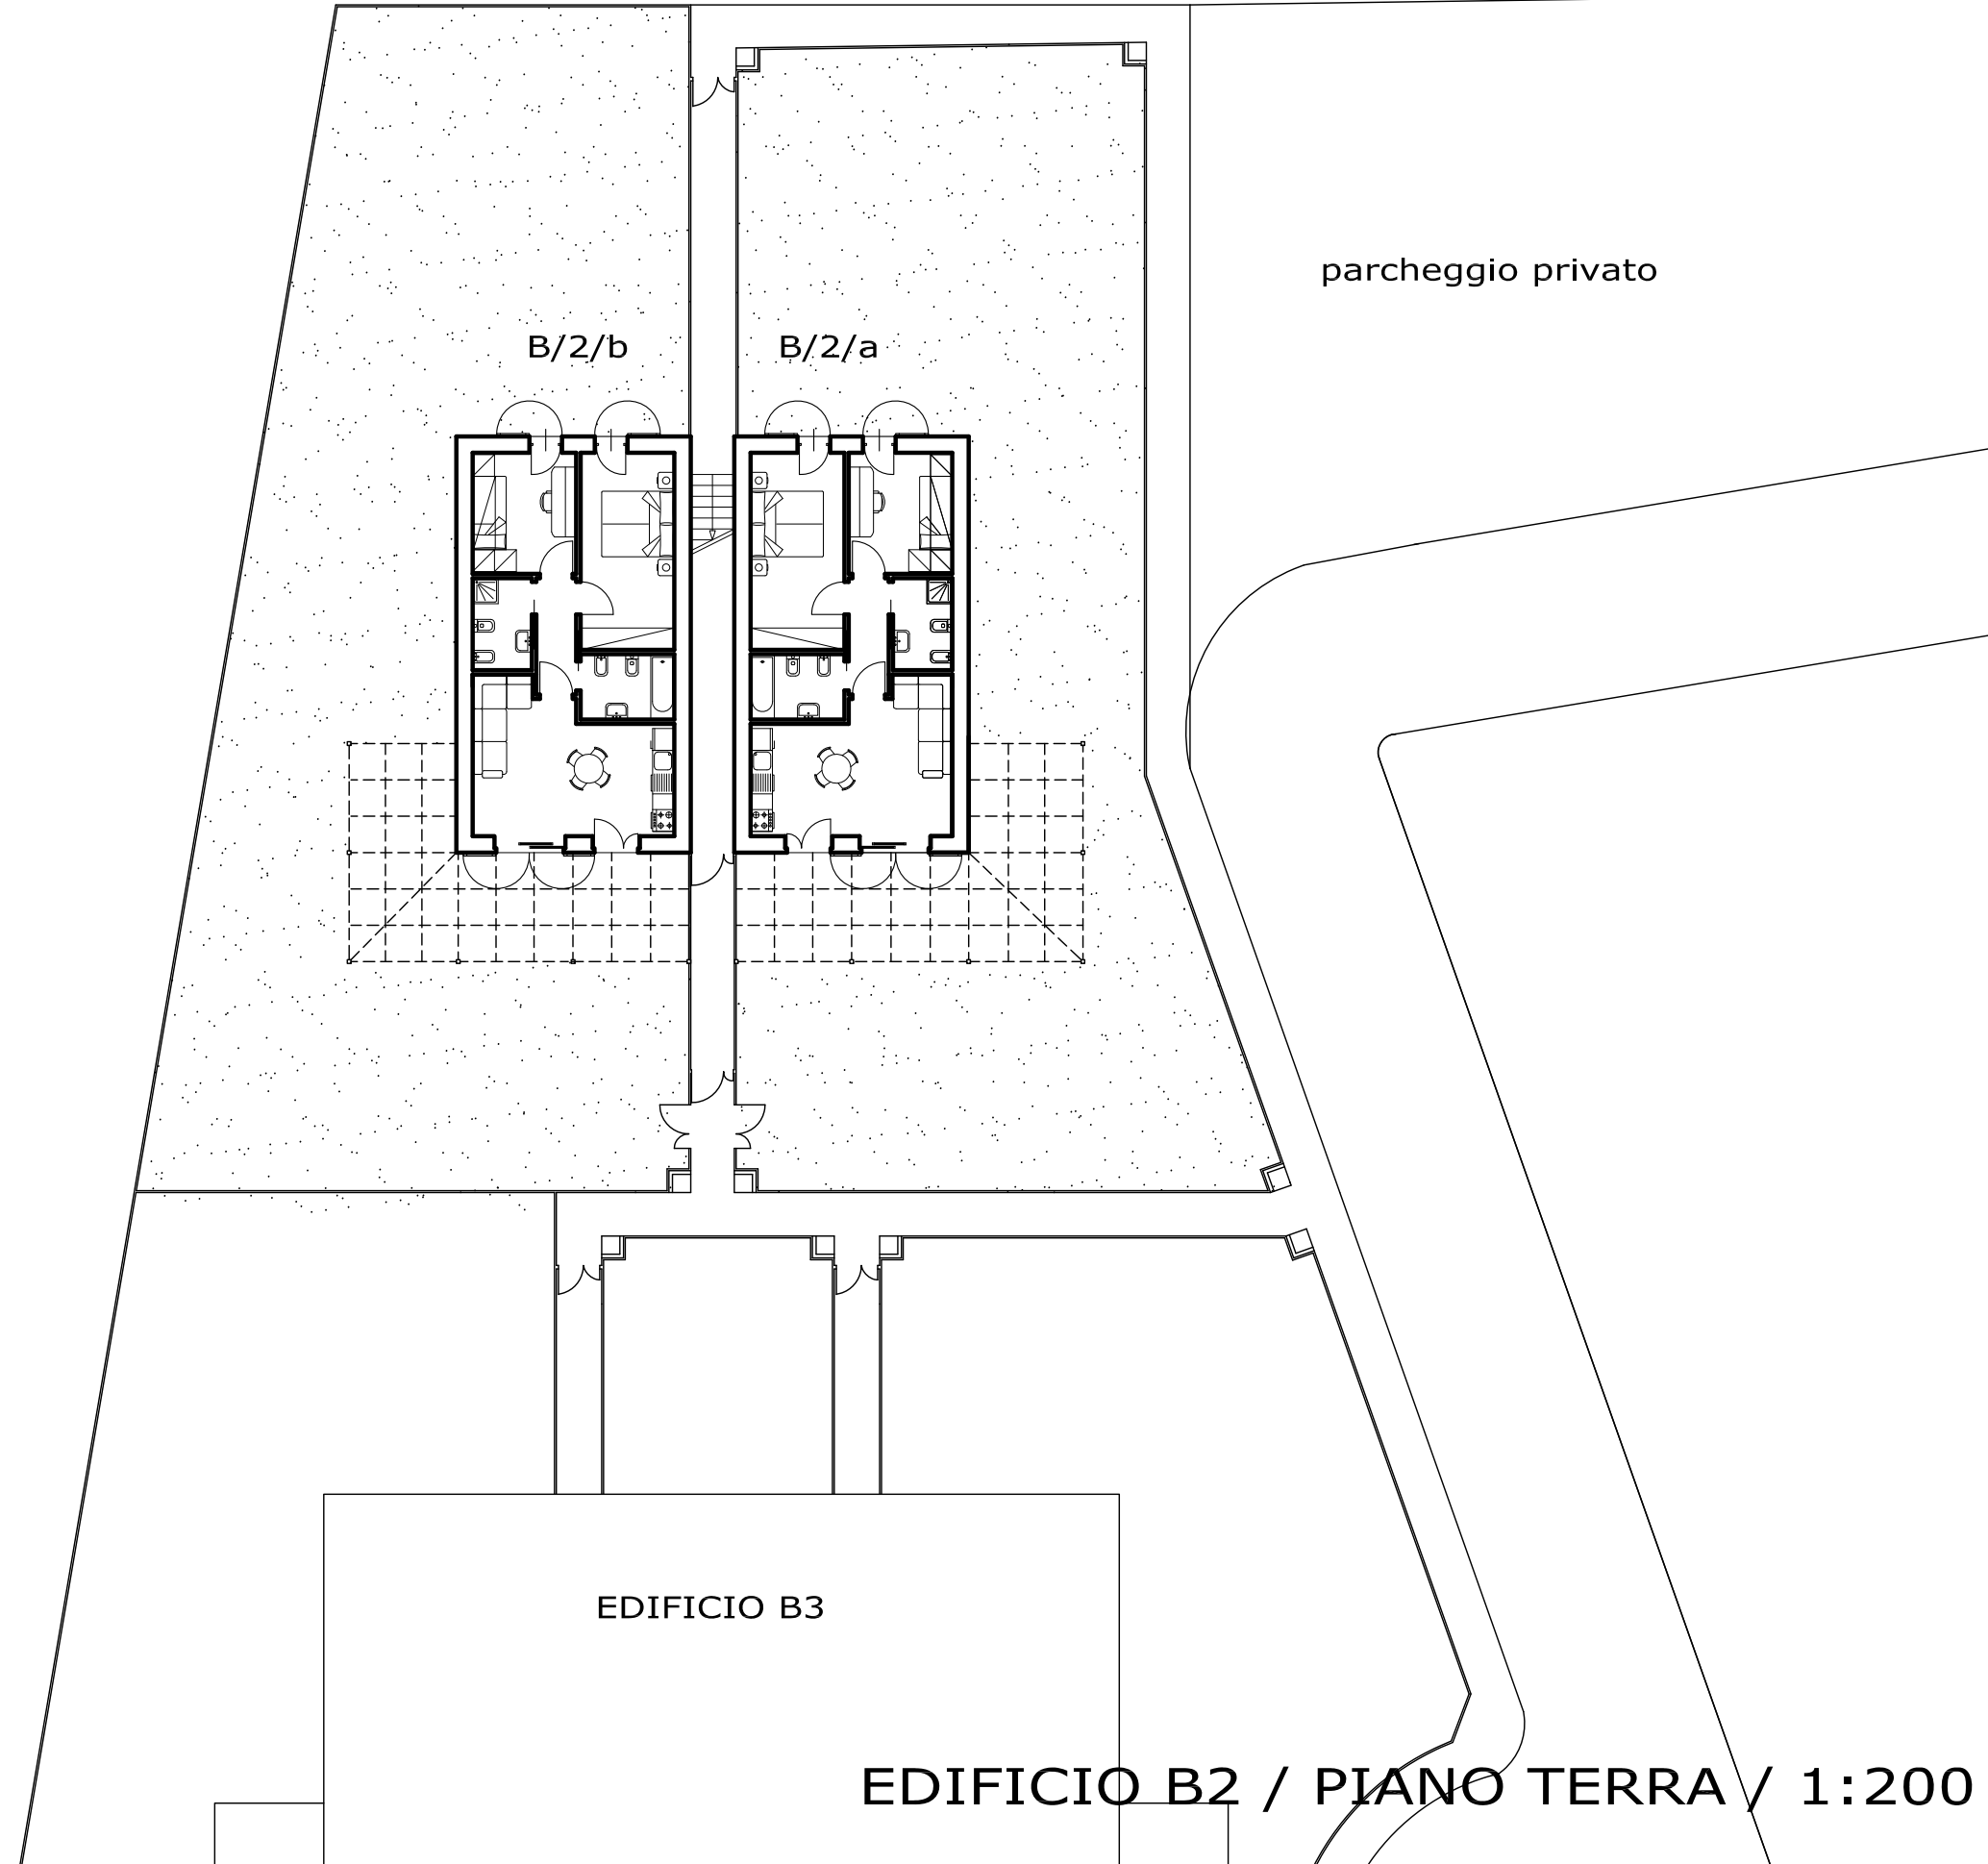 parcheggio privato
B/2/b
B/2/a
EDIFICIO B3
EDIFICIO B2 / PIANO TERRA / 1:200